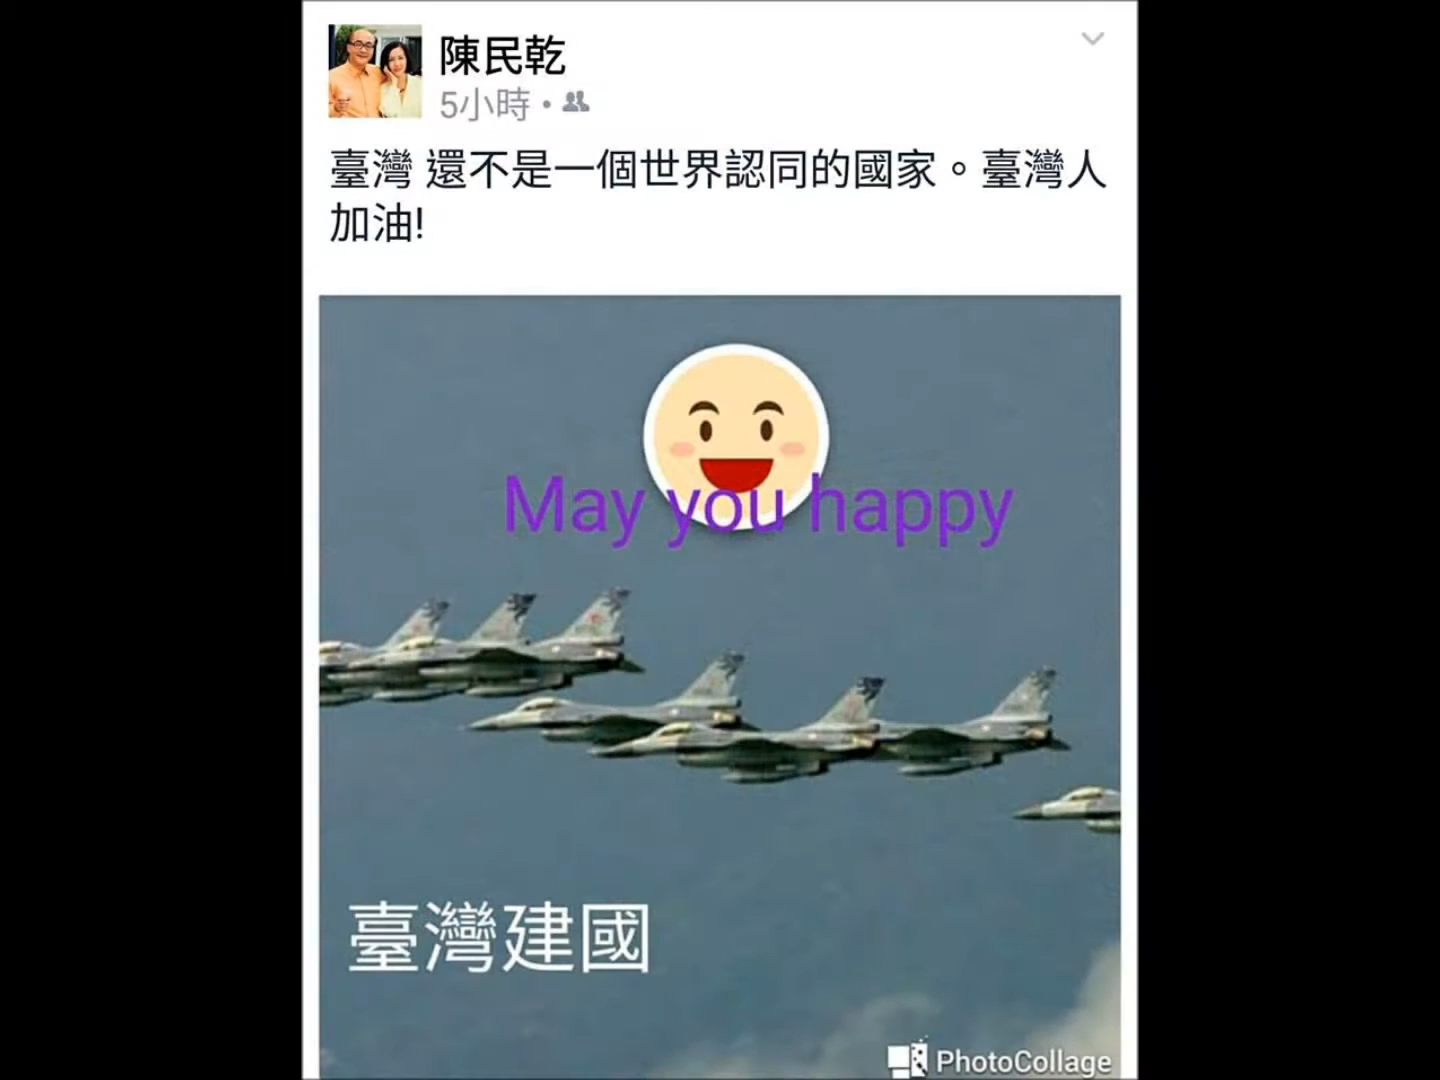 陳民乾
5小時
臺灣 還不是一個世界認同的國家。臺灣人
加油!
May you happy
臺灣建國
PhotoCollage